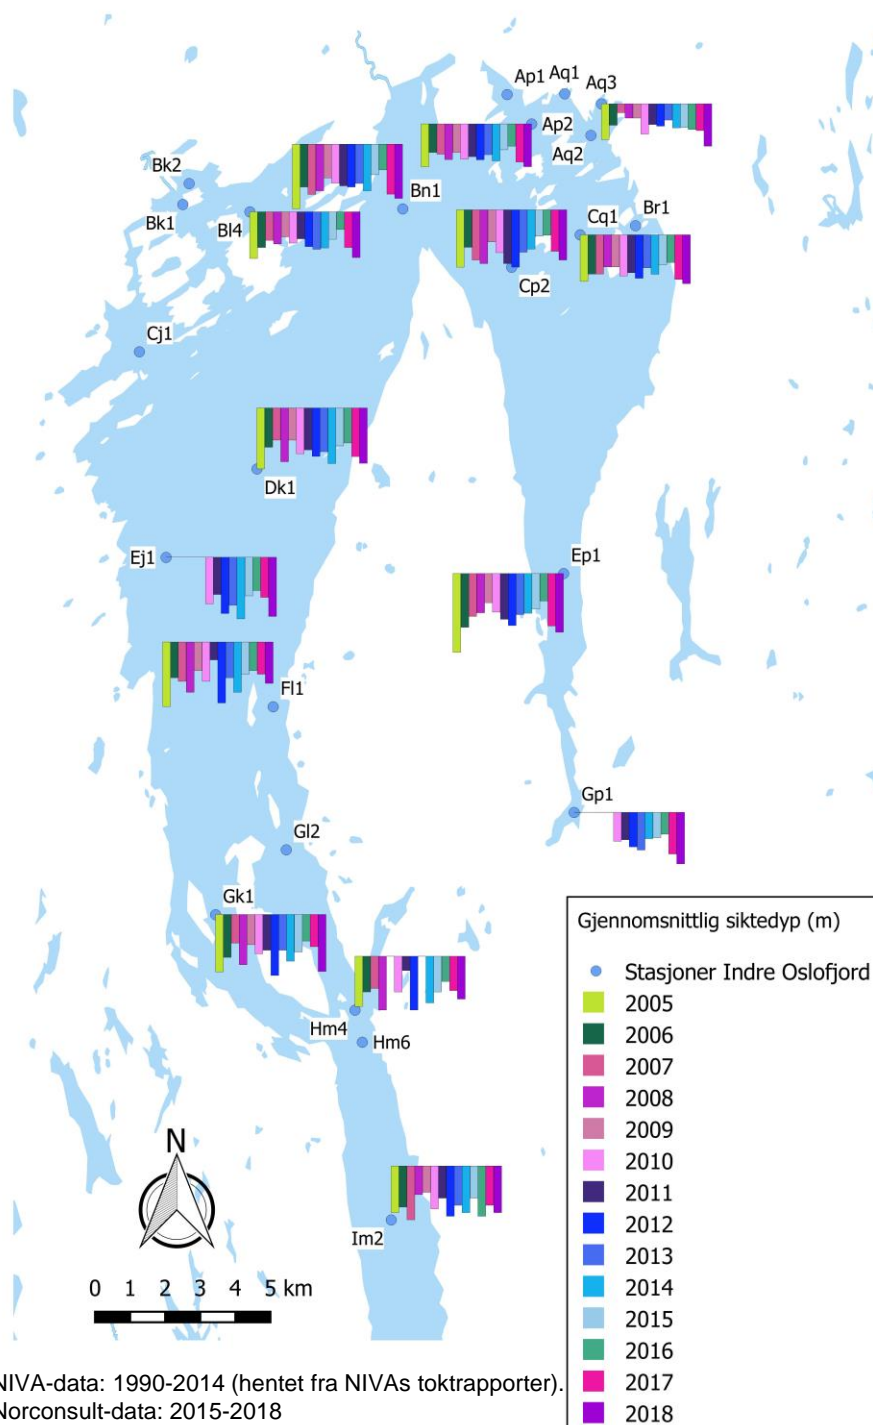 Ap1
Aq1
Aq3
Ap2
Aq2
Bk2
Bk1
Bl4
Bn1
Cq1
Br1
Cp2
Cj1
Dk1
Ej1
Ep1
Fl1
Gp1
Gl2
Gk1
Hm4
Hm6
Im2
N
0 1 2 3 4 5 km
Gjennomsnittlig siktedyp (m)
Stasjoner Indre Oslofjord
2005
2006
2007
2008
2009
2010
2011
2012
2013
2014
2015
2016
2017
2018
NIVA-data: 1990-2014 (hentet fra NIVAs toktrapporter).
Norconsult-data: 2015-2018